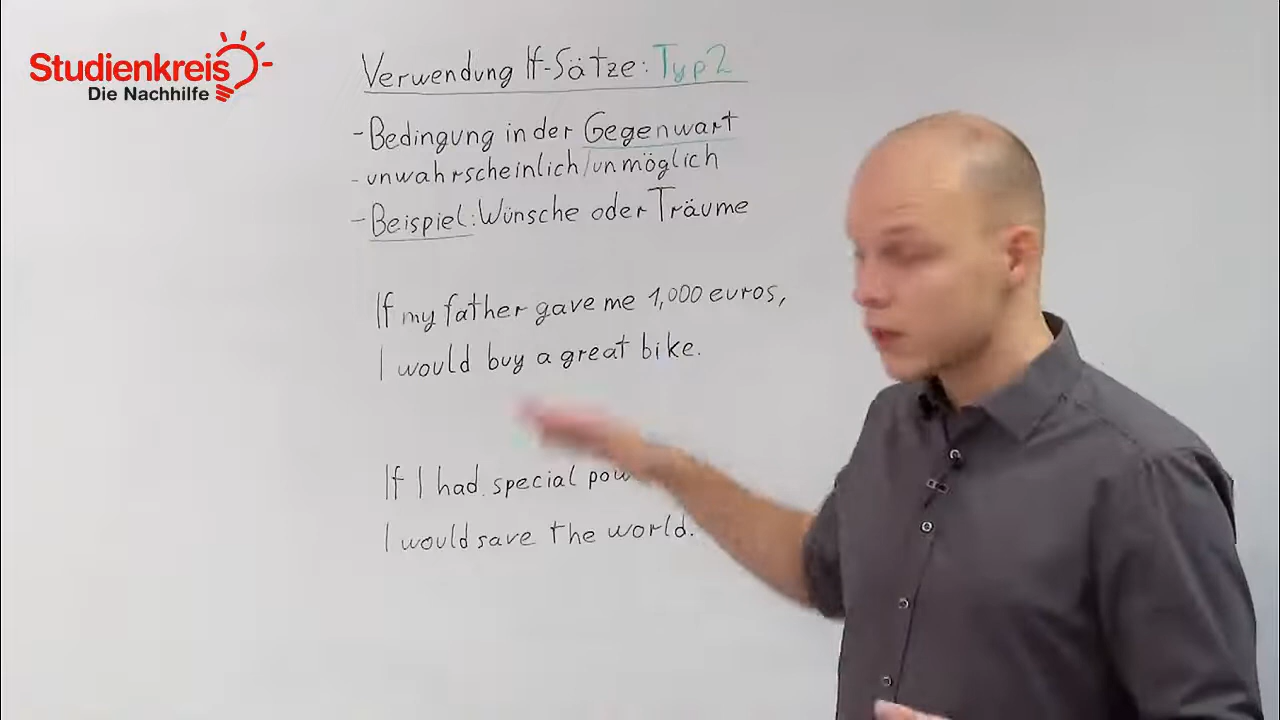 Studienkreis
Die Nachhilfe
Verwendung If-Sätze: Typ 2
- Bedingung in der Gegenwart
- unwahrscheinlich/unmöglich
- Beispiel: Wünsche oder Träume
If my father gave me 1,000 euros,
I would buy a great bike.
If I had special
I would save the world.